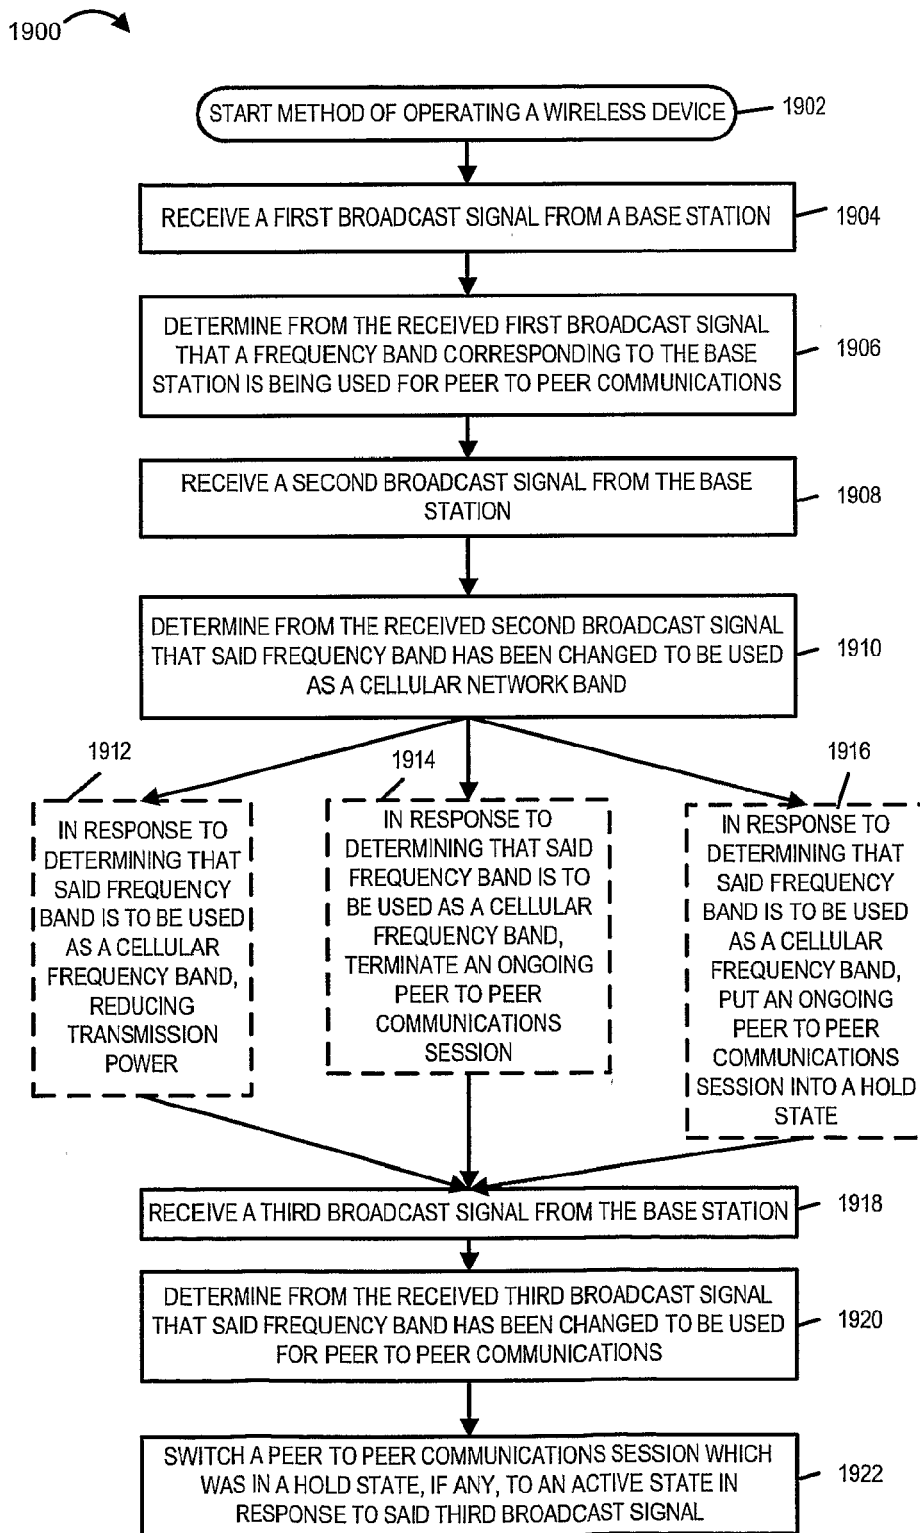 1900
START METHOD OF OPERATING A WIRELESS DEVICE
1902
RECEIVE A FIRST BROADCAST SIGNAL FROM A BASE STATION
1904
DETERMINE FROM THE RECEIVED FIRST BROADCAST SIGNAL
THAT A FREQUENCY BAND CORRESPONDING TO THE BASE
STATION IS BEING USED FOR PEER TO PEER COMMUNICATIONS
1906
RECEIVE A SECOND BROADCAST SIGNAL FROM THE BASE
STATION
1908
DETERMINE FROM THE RECEIVED SECOND BROADCAST SIGNAL
THAT SAID FREQUENCY BAND HAS BEEN CHANGED TO BE USED
AS A CELLULAR NETWORK BAND
1910
1912
IN RESPONSE TO
DETERMINING THAT
SAID FREQUENCY
BAND IS TO BE USED
AS A CELLULAR
FREQUENCY BAND,
REDUCING
TRANSMISSION
POWER
1914
IN RESPONSE TO
DETERMINING THAT SAID
FREQUENCY BAND IS TO
BE USED AS A CELLULAR
FREQUENCY BAND,
TERMINATE AN ONGOING
PEER TO PEER
COMMUNICATIONS
SESSION
1916
IN RESPONSE TO
DETERMINING THAT
SAID FREQUENCY
BAND IS TO BE USED
AS A CELLULAR
FREQUENCY BAND,
PUT AN ONGOING
PEER TO PEER
COMMUNICATIONS
SESSION INTO A HOLD
STATE
RECEIVE A THIRD BROADCAST SIGNAL FROM THE BASE STATION
1918
DETERMINE FROM THE RECEIVED THIRD BROADCAST SIGNAL
THAT SAID FREQUENCY BAND HAS BEEN CHANGED TO BE USED
FOR PEER TO PEER COMMUNICATIONS
1920
SWITCH A PEER TO PEER COMMUNICATIONS SESSION WHICH
WAS IN A HOLD STATE, IF ANY, TO AN ACTIVE STATE IN
RESPONSE TO SAID THIRD BROADCAST SIGNAL
1922